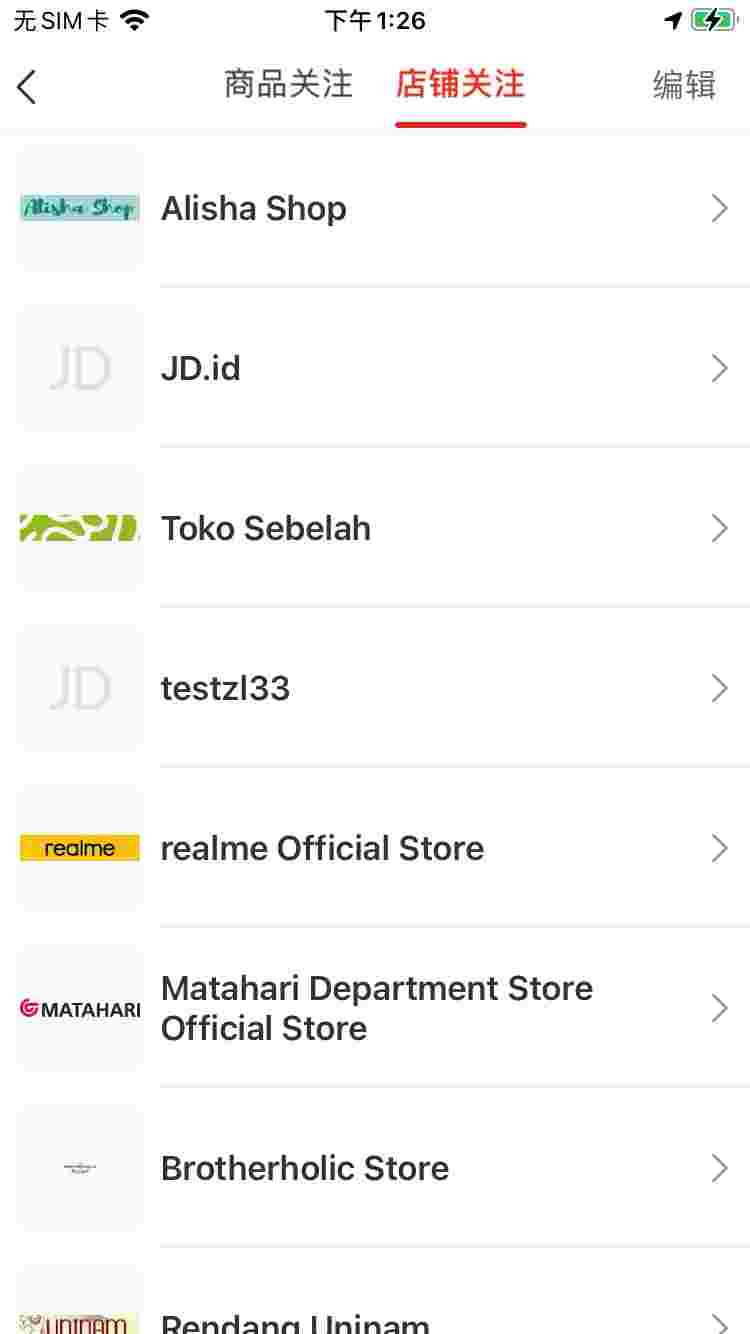 无SIM卡 下午1:26
商品关注 店铺关注 编辑
Alisha Shop
Alisha Shop
JD
JD.id
Toko Sebelah
JD
testzl33
realme
realme Official Store
MATAHARI
Matahari Department Store
Official Store
Brotherholic Store
UNINAM
Rendang Uninam